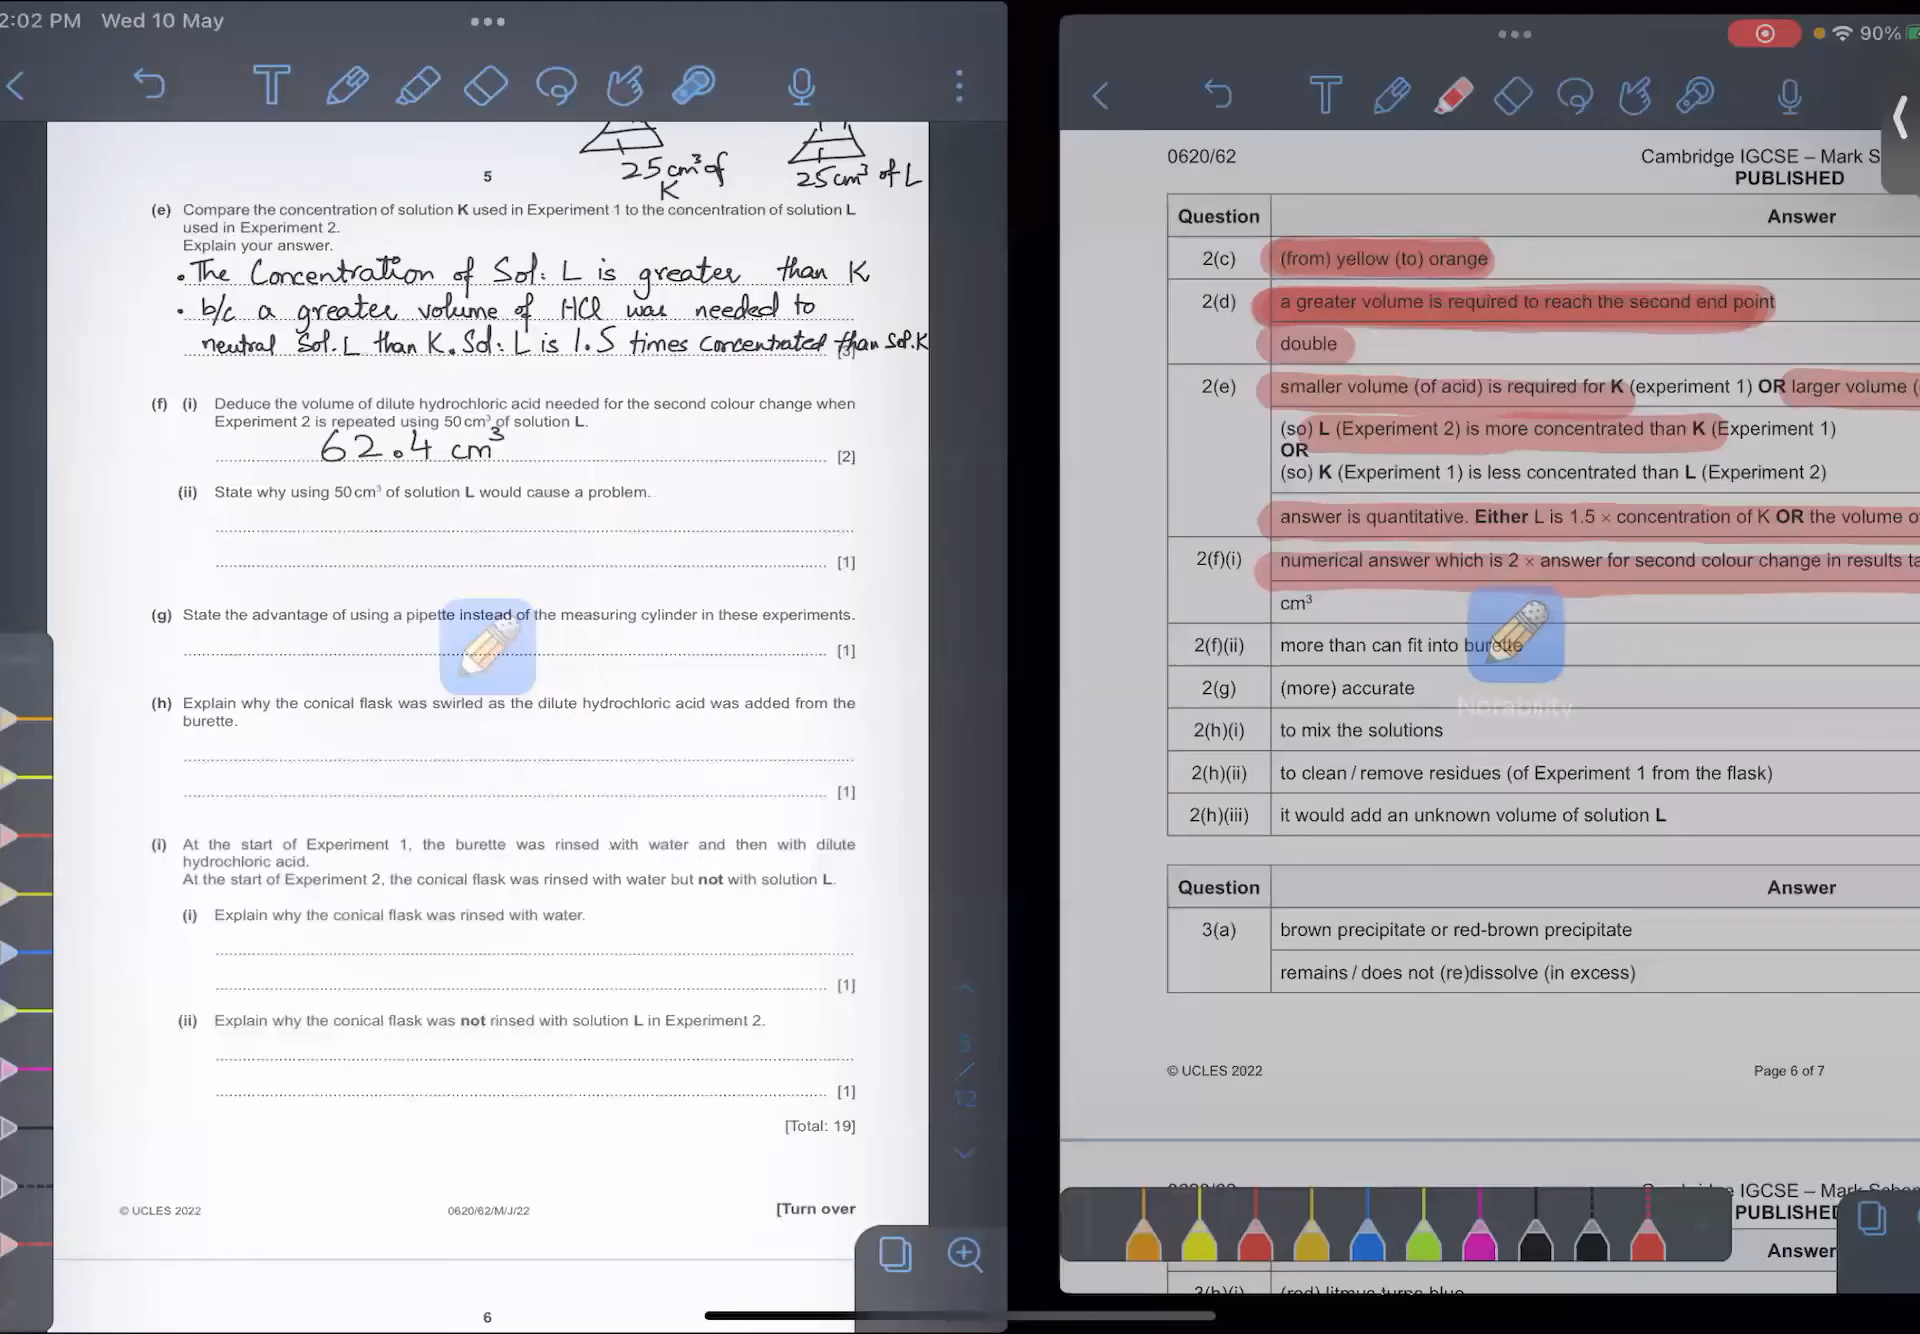 2:02 PM Wed 10 May
90%
25 cm³ of K
25 cm³ of L
5
(e) Compare the concentration of solution K used in Experiment 1 to the concentration of solution L
used in Experiment 2.
Explain your answer.
• The Concentration of Sol: L is greater than K
• b/c a greater volume of HCl was needed to
neutral Sol. L than K. Sol: L is 1.5 times concentrated than Sol. K
[3]
(f) (i) Deduce the volume of dilute hydrochloric acid needed for the second colour change when
Experiment 2 is repeated using 50 cm³ of solution L.
62.4 cm³
[2]
(ii) State why using 50 cm³ of solution L would cause a problem.
[1]
(g) State the advantage of using a pipette instead of the measuring cylinder in these experiments.
[1]
(h) Explain why the conical flask was swirled as the dilute hydrochloric acid was added from the
burette.
[1]
(i) At the start of Experiment 1, the burette was rinsed with water and then with dilute
hydrochloric acid.
At the start of Experiment 2, the conical flask was rinsed with water but not with solution L.
(i) Explain why the conical flask was rinsed with water.
[1]
(ii) Explain why the conical flask was not rinsed with solution L in Experiment 2.
[1]
[Total: 19]
© UCLES 2022 0620/62/M/J/22 [Turn over
5 / 12
6
0620/62 Cambridge IGCSE – Mark S
PUBLISHED
Question Answer
2(c) (from) yellow (to) orange
2(d) a greater volume is required to reach the second end point
double
2(e) smaller volume (of acid) is required for K (experiment 1) OR larger volume (
(so) L (Experiment 2) is more concentrated than K (Experiment 1)
OR
(so) K (Experiment 1) is less concentrated than L (Experiment 2)
answer is quantitative. Either L is 1.5 × concentration of K OR the volume o
2(f)(i) numerical answer which is 2 × answer for second colour change in results ta
cm³
2(f)(ii) more than can fit into burette
2(g) (more) accurate
Notability
2(h)(i) to mix the solutions
2(h)(ii) to clean / remove residues (of Experiment 1 from the flask)
2(h)(iii) it would add an unknown volume of solution L
Question Answer
3(a) brown precipitate or red-brown precipitate
remains / does not (re)dissolve (in excess)
© UCLES 2022 Page 6 of 7
IGCSE – Mark Schem
PUBLISHED
Answer
3(b)(i) (red) litmus turns blue